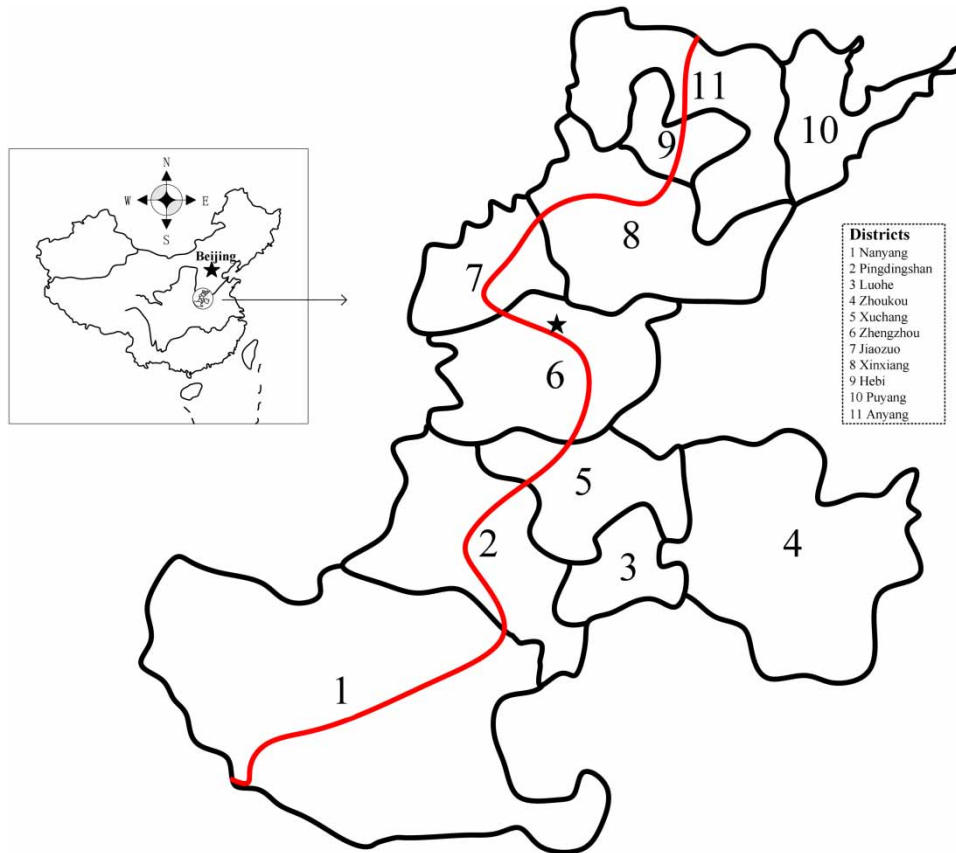 N
W E
S
Beijing
11
10
9
8
7
6
5
4
3
2
1
Districts
1 Nanyang
2 Pingdingshan
3 Luohe
4 Zhoukou
5 Xuchang
6 Zhengzhou
7 Jiaozuo
8 Xinxiang
9 Hebi
10 Puyang
11 Anyang